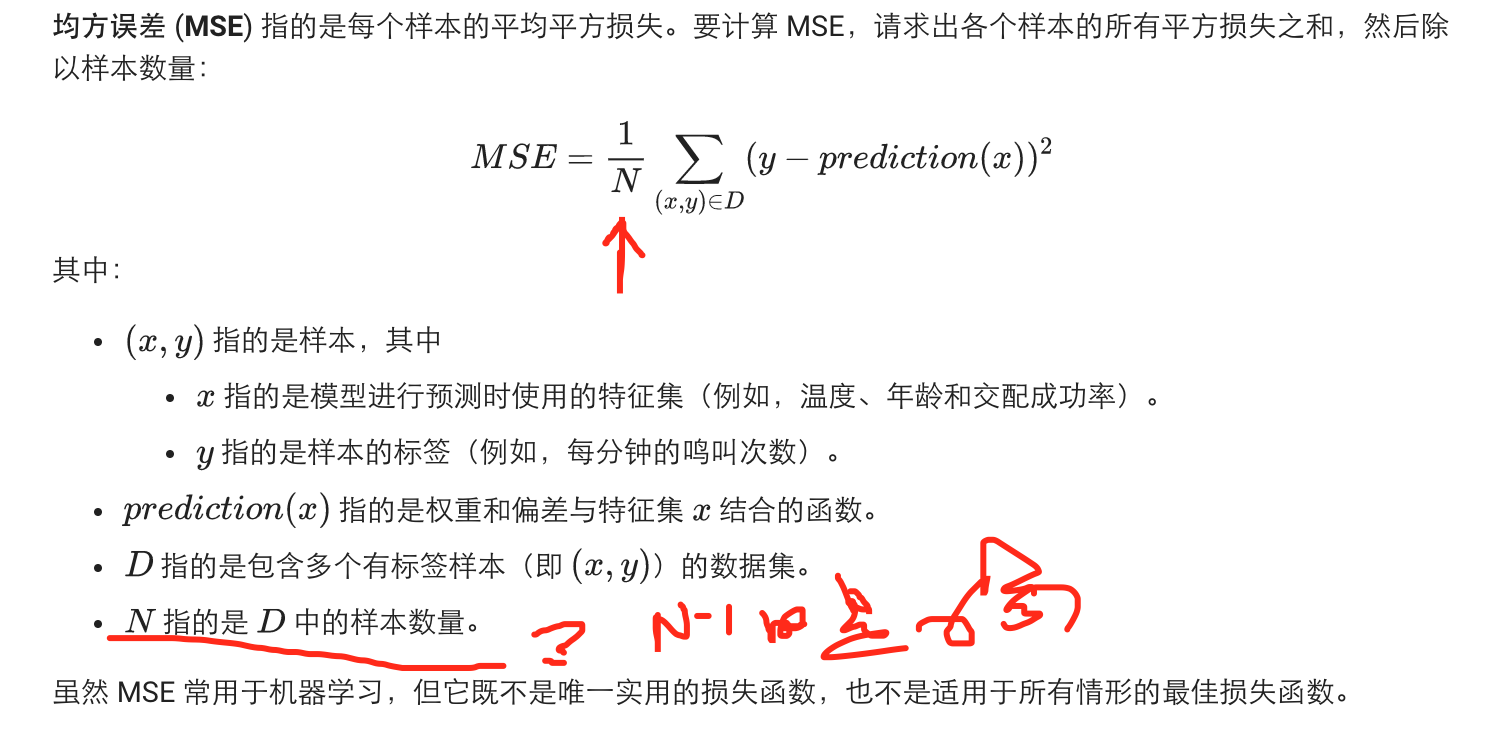 均方误差 (MSE) 指的是每个样本的平均平方损失。要计算 MSE，请求出各个样本的所有平方损失之和，然后除
以样本数量：
MSE = 1/N ∑(x,y)∈D (y − prediction(x))²
其中：
• (x, y) 指的是样本，其中
• x 指的是模型进行预测时使用的特征集（例如，温度、年龄和交配成功率）。
• y 指的是样本的标签（例如，每分钟的鸣叫次数）。
• prediction(x) 指的是权重和偏差与特征集 x 结合的函数。
• D 指的是包含多个有标签样本（即 (x, y)）的数据集。
• N 指的是 D 中的样本数量。 ? N-1
虽然 MSE 常用于机器学习，但它既不是唯一实用的损失函数，也不是适用于所有情形的最佳损失函数。